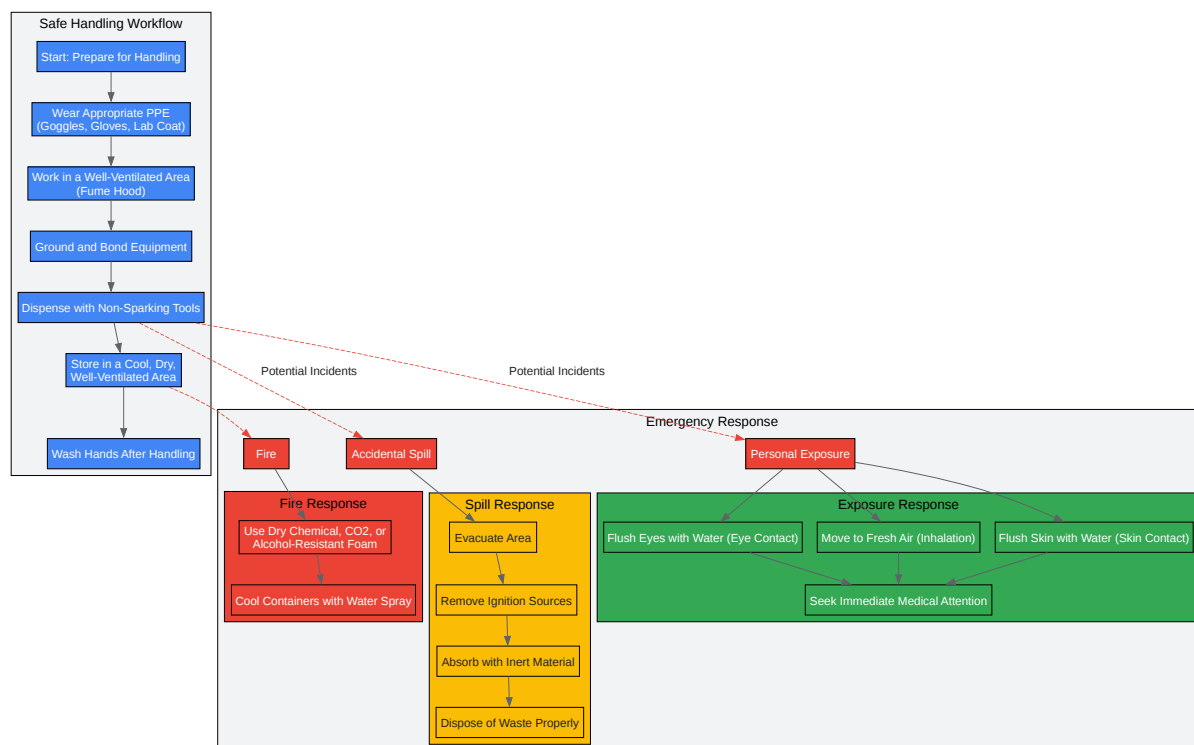 Safe Handling Workflow
Start: Prepare for Handling
Wear Appropriate PPE
(Goggles, Gloves, Lab Coat)
Work in a Well-Ventilated Area
(Fume Hood)
Ground and Bond Equipment
Dispense with Non-Sparking Tools
Store in a Cool, Dry,
Well-Ventilated Area
Wash Hands After Handling
Potential Incidents
Potential Incidents
Emergency Response
Fire
Accidental Spill
Personal Exposure
Fire Response
Use Dry Chemical, CO2, or
Alcohol-Resistant Foam
Cool Containers with Water Spray
Spill Response
Evacuate Area
Remove Ignition Sources
Absorb with Inert Material
Dispose of Waste Properly
Exposure Response
Flush Eyes with Water (Eye Contact)
Move to Fresh Air (Inhalation)
Flush Skin with Water (Skin Contact)
Seek Immediate Medical Attention